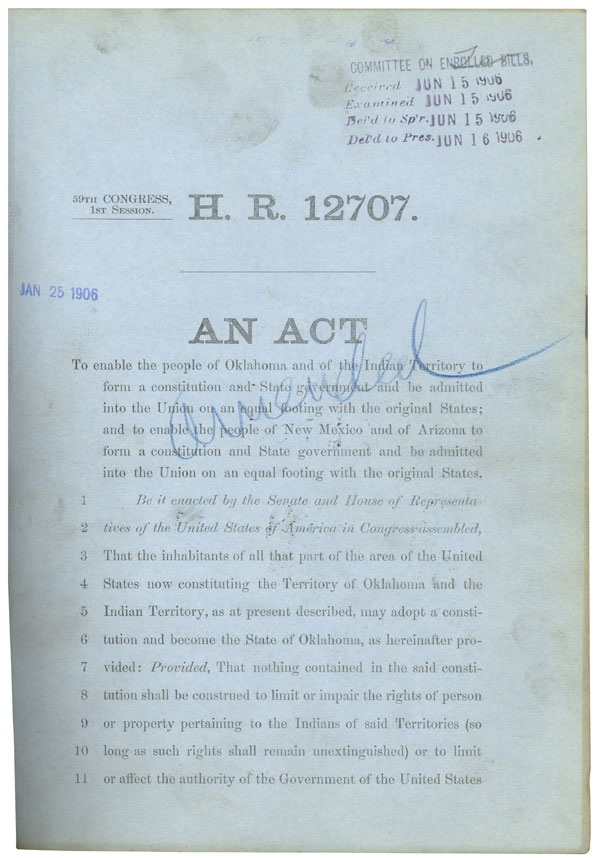 COMMITTEE ON ENROLLED BILLS,
Received JUN 15 1906
Examined JUN 15 1906
Del'd to Sp'r. JUN 15 1906
Del'd to Pres. JUN 16 1906
59TH CONGRESS,
1ST SESSION.
H. R. 12707.
JAN 25 1906
AN ACT
Amended
To enable the people of Oklahoma and of the Indian Territory to
form a constitution and State government and be admitted
into the Union on an equal footing with the original States;
and to enable the people of New Mexico and of Arizona to
form a constitution and State government and be admitted
into the Union on an equal footing with the original States.
1 Be it enacted by the Senate and House of Representa-
2 tives of the United States of America in Congress assembled,
3 That the inhabitants of all that part of the area of the United
4 States now constituting the Territory of Oklahoma and the
5 Indian Territory, as at present described, may adopt a consti-
6 tution and become the State of Oklahoma, as hereinafter pro-
7 vided: Provided, That nothing contained in the said consti-
8 tution shall be construed to limit or impair the rights of person
9 or property pertaining to the Indians of said Territories (so
10 long as such rights shall remain unextinguished) or to limit
11 or affect the authority of the Government of the United States